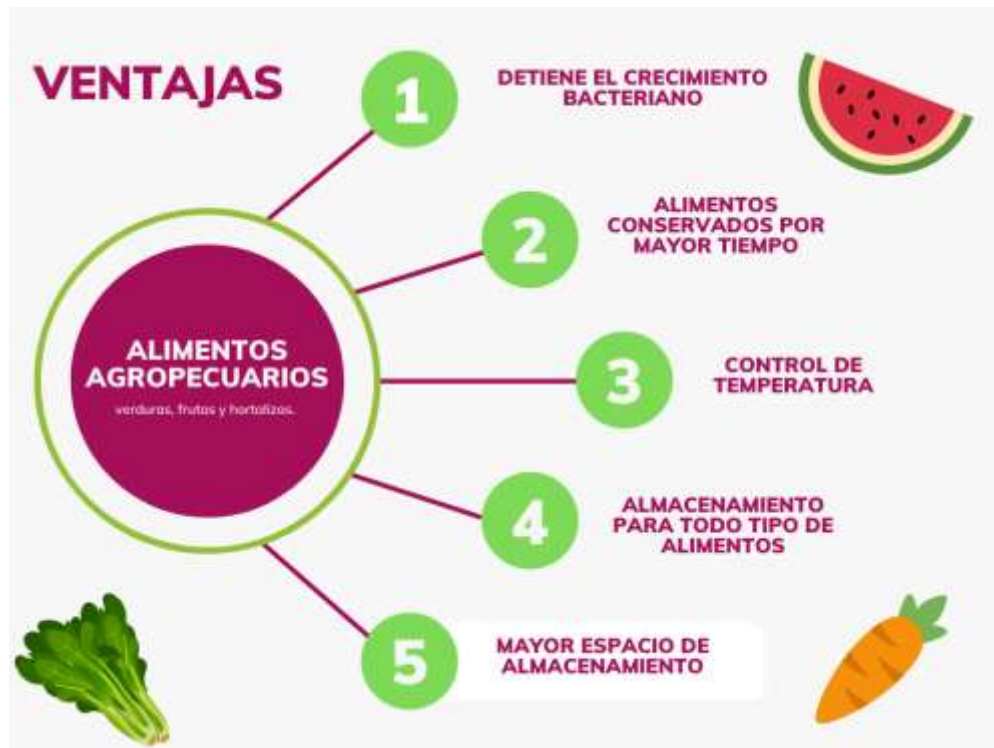 VENTAJAS
1
DETIENE EL CRECIMIENTO
BACTERIANO
2
ALIMENTOS
CONSERVADOS POR
MAYOR TIEMPO
ALIMENTOS
AGROPECUARIOS
verduras, frutas y hortalizas.
3
CONTROL DE
TEMPERATURA
4
ALMACENAMIENTO
PARA TODO TIPO DE
ALIMENTOS
5
MAYOR ESPACIO DE
ALMACENAMIENTO